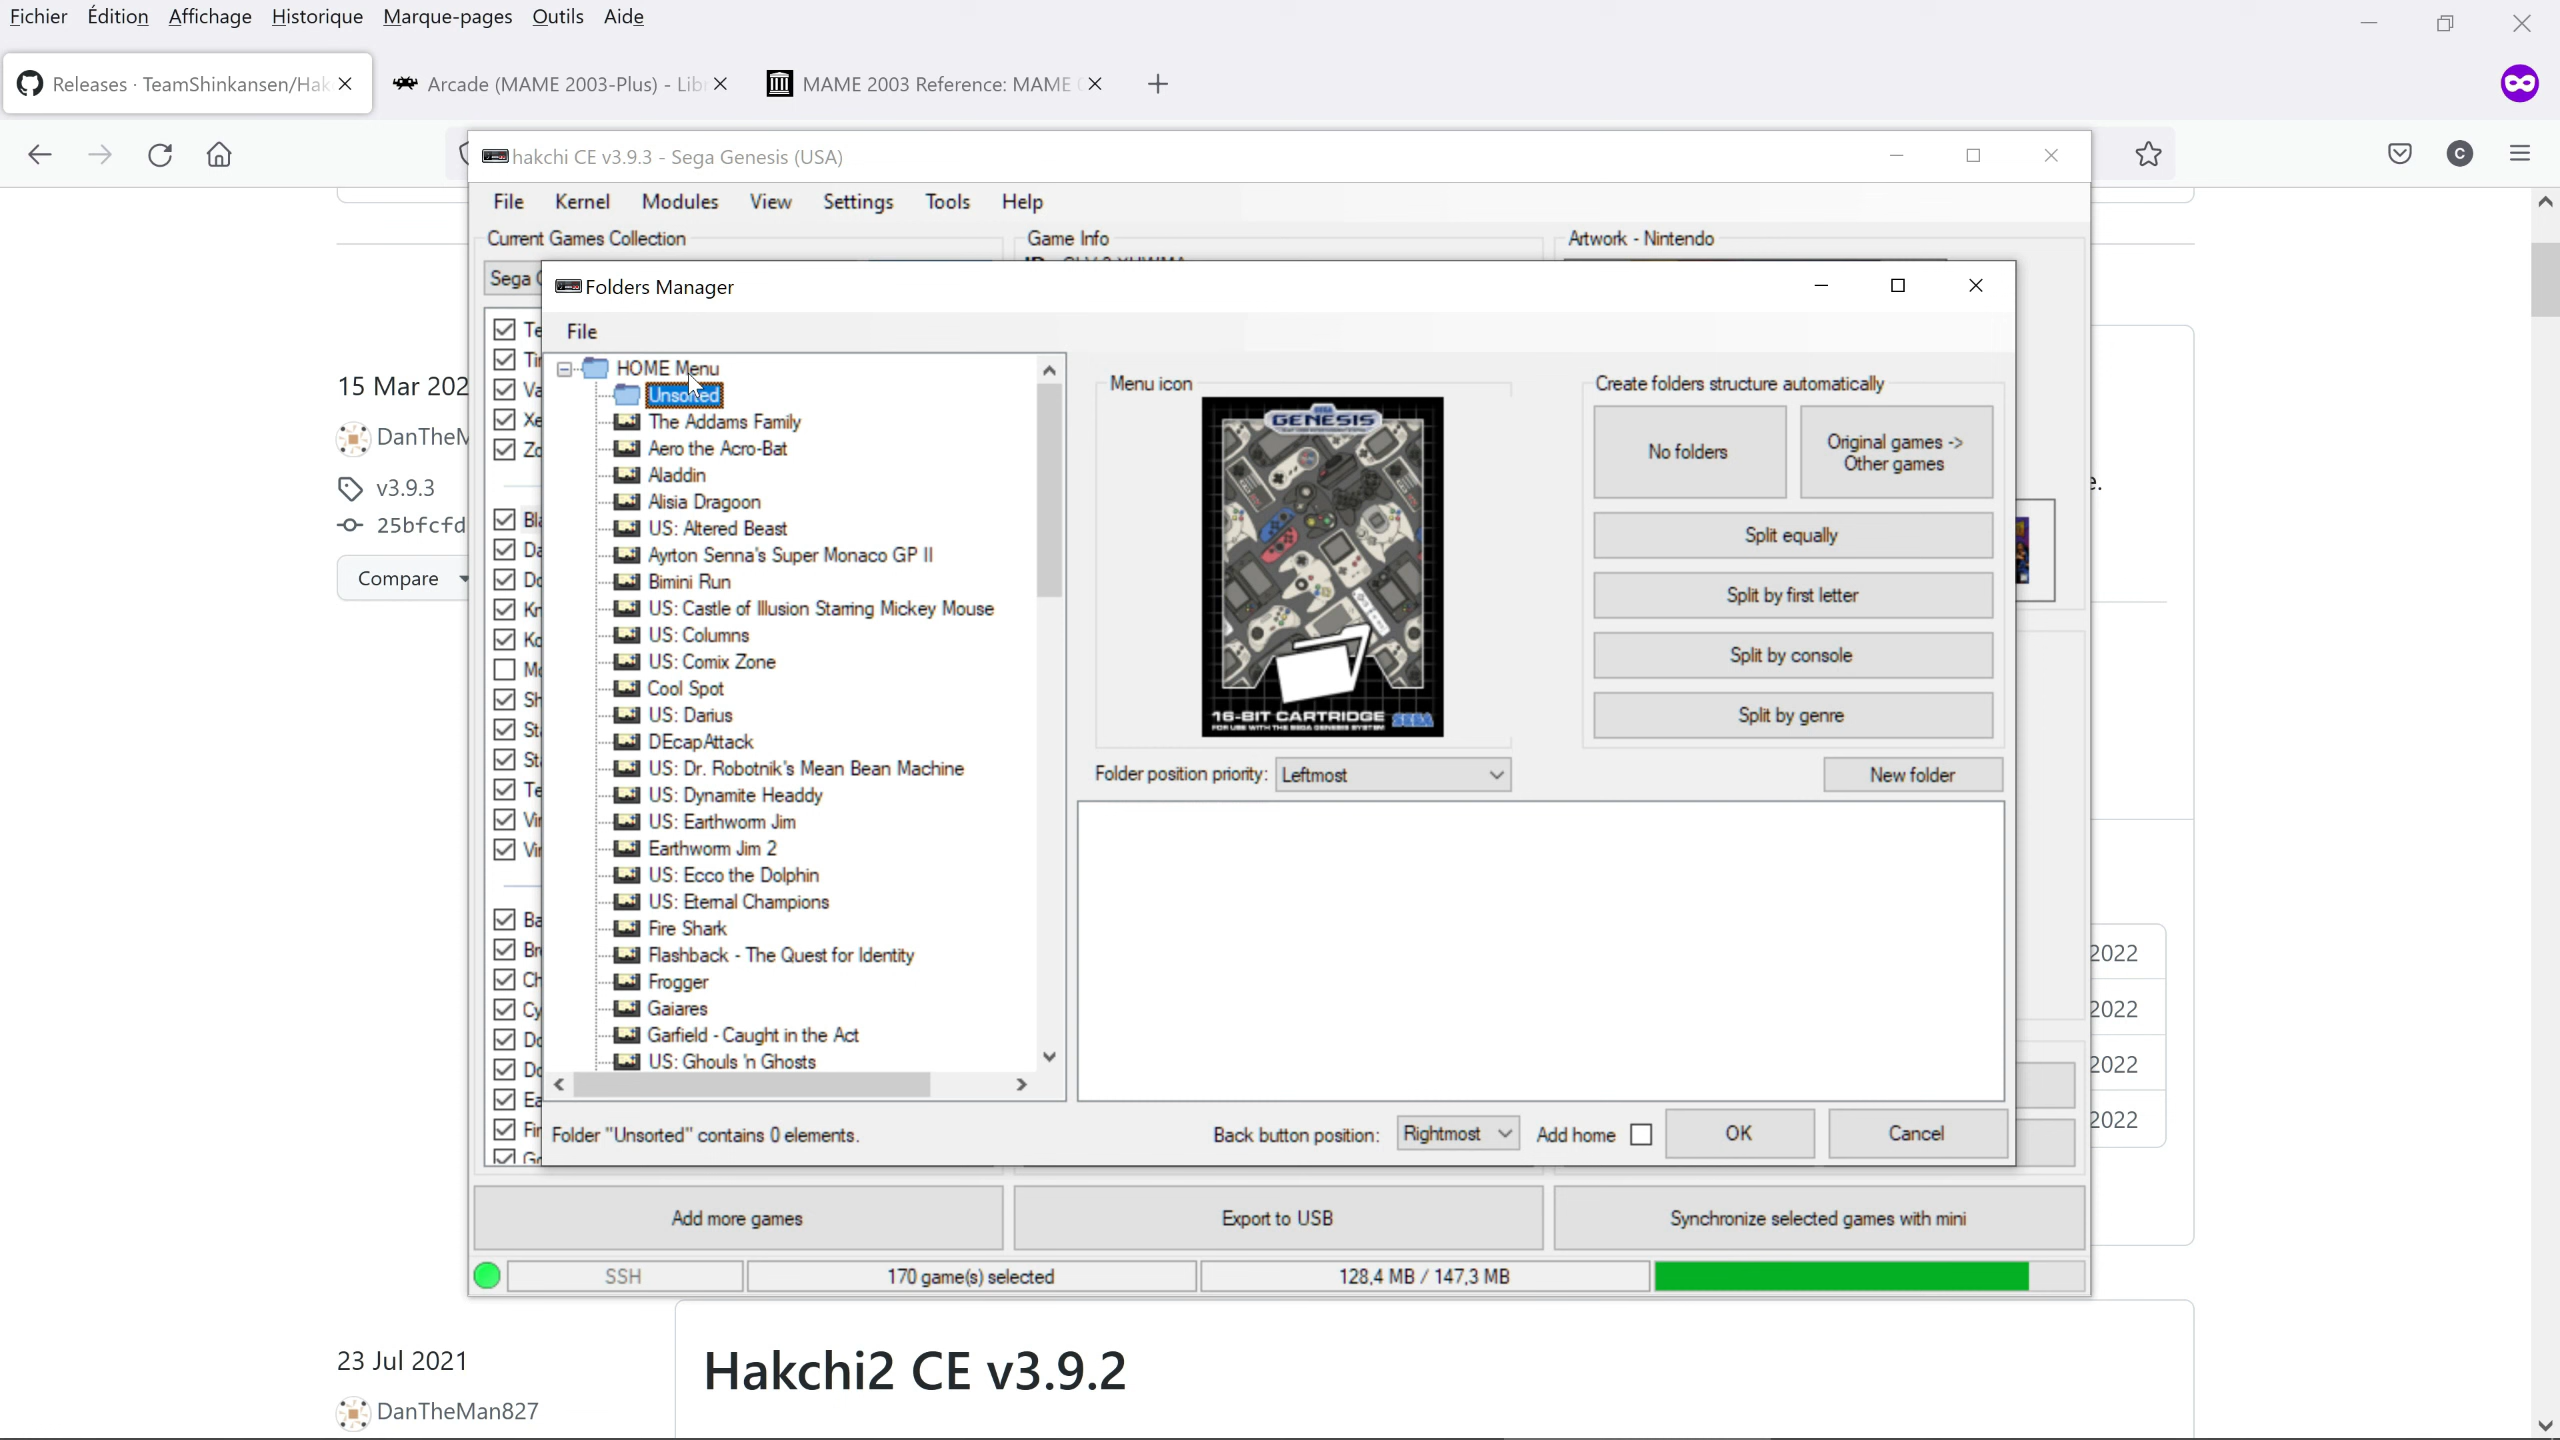 Fichier Édition Affichage Historique Marque-pages Outils Aide
Releases · TeamShinkansen/Hak
Arcade (MAME 2003-Plus) - Lib
MAME 2003 Reference: MAME
hakchi CE v3.9.3 - Sega Genesis (USA)
C
File Kernel Modules View Settings Tools Help
Current Games Collection
Game Info
Artwork - Nintendo
Sega
Folders Manager
File
HOME Menu
Unsorted
The Addams Family
Aero the Acro-Bat
Aladdin
Alisia Dragoon
US: Altered Beast
Ayrton Senna's Super Monaco GP II
Bimini Run
US: Castle of Illusion Starring Mickey Mouse
US: Columns
US: Comix Zone
Cool Spot
US: Darius
DEcapAttack
US: Dr. Robotnik's Mean Bean Machine
US: Dynamite Headdy
US: Earthworm Jim
Earthworm Jim 2
US: Ecco the Dolphin
US: Eternal Champions
Fire Shark
Flashback - The Quest for Identity
Frogger
Gaiares
Garfield - Caught in the Act
US: Ghouls 'n Ghosts
Menu icon
GENESIS
16-BIT CARTRIDGE
FOR USE WITH THE SEGA GENESIS SYSTEM
SEGA
Create folders structure automatically
No folders
Original games ->
Other games
Split equally
Split by first letter
Split by console
Split by genre
Folder position priority: Leftmost
New folder
Folder "Unsorted" contains 0 elements.
Back button position: Rightmost
Add home
OK
Cancel
15 Mar 202
DanTheM
v3.9.3
25bfcfd
Compare
e.
2022
2022
2022
2022
Add more games
Export to USB
Synchronize selected games with mini
SSH
170 game(s) selected
128,4 MB / 147,3 MB
23 Jul 2021
DanTheMan827
Hakchi2 CE v3.9.2